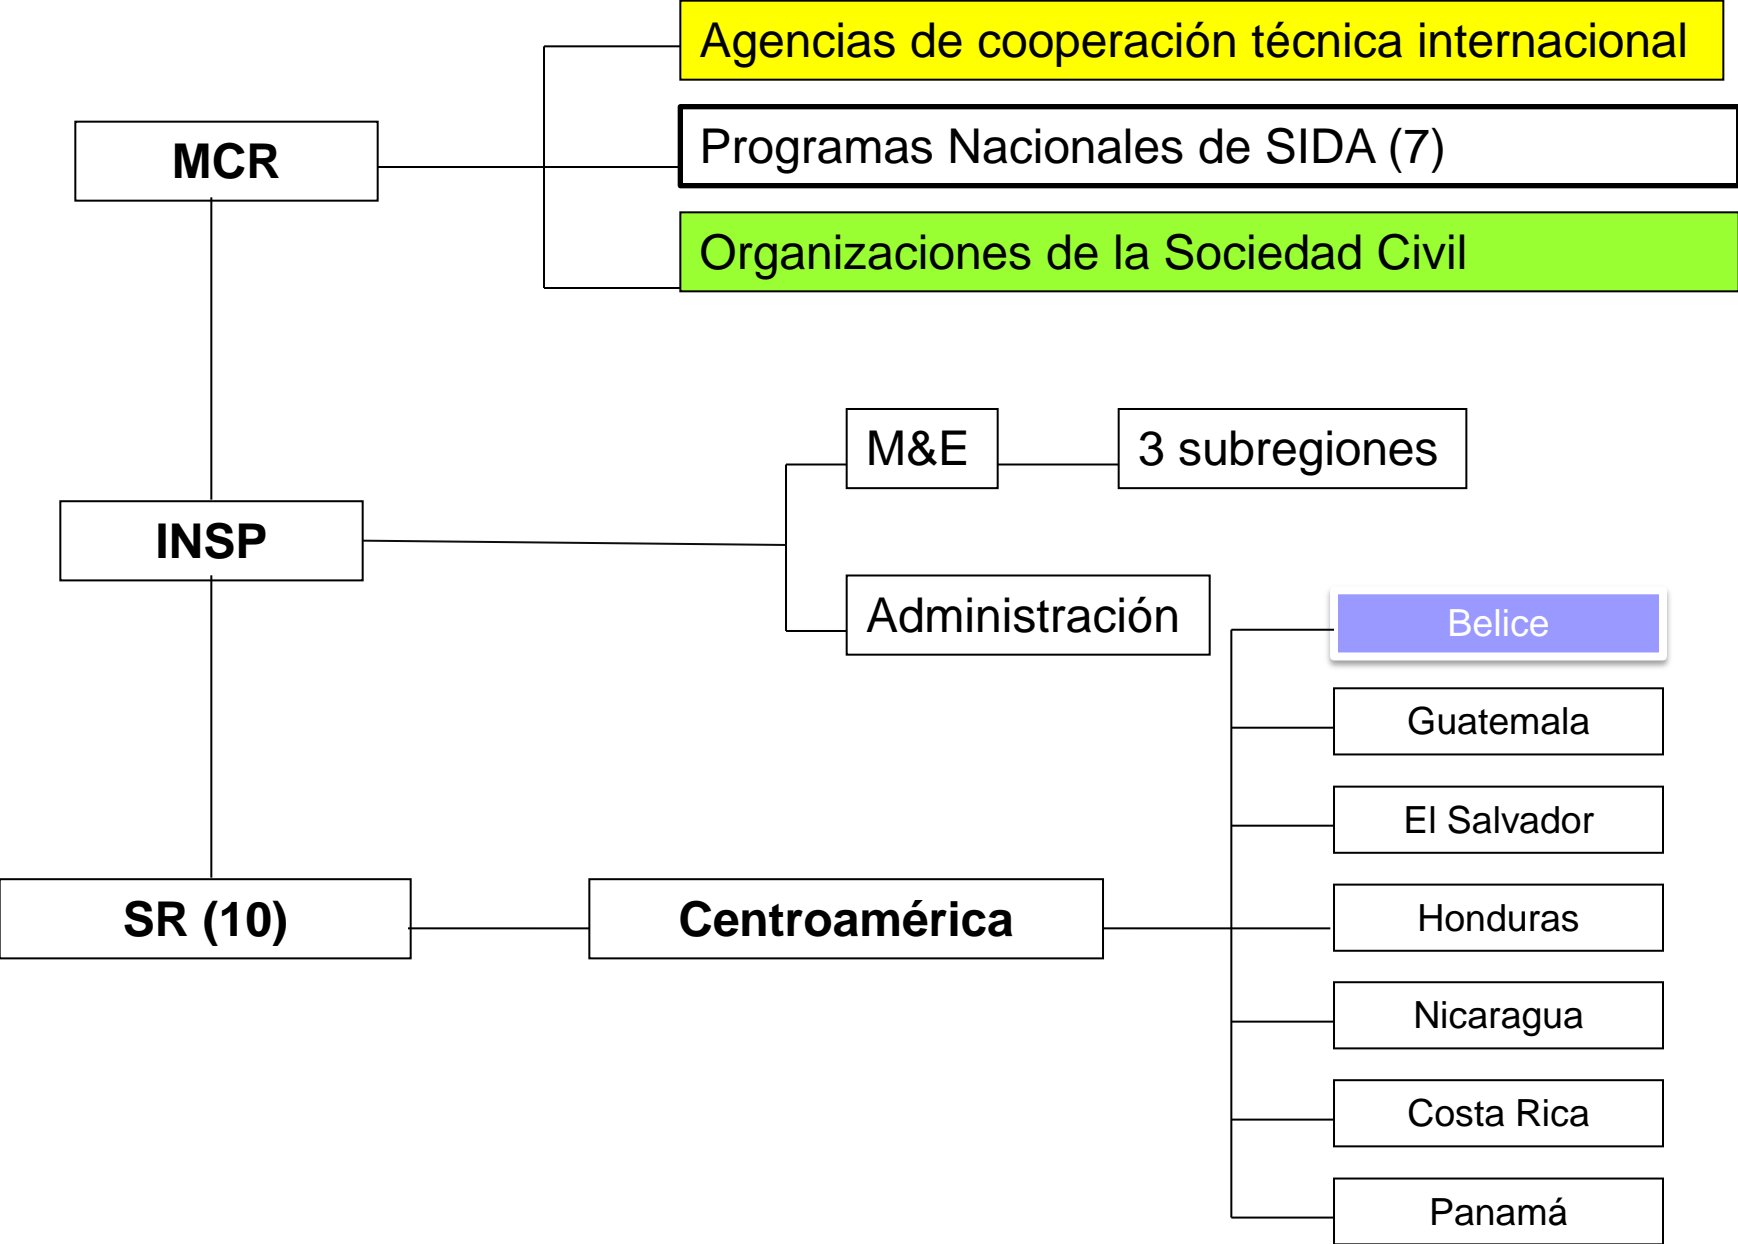 Agencias de cooperación técnica internacional
MCR
Programas Nacionales de SIDA (7)
Organizaciones de la Sociedad Civil
M&E
3 subregiones
INSP
Administración
Belice
Guatemala
El Salvador
SR (10)
Centroamérica
Honduras
Nicaragua
Costa Rica
Panamá